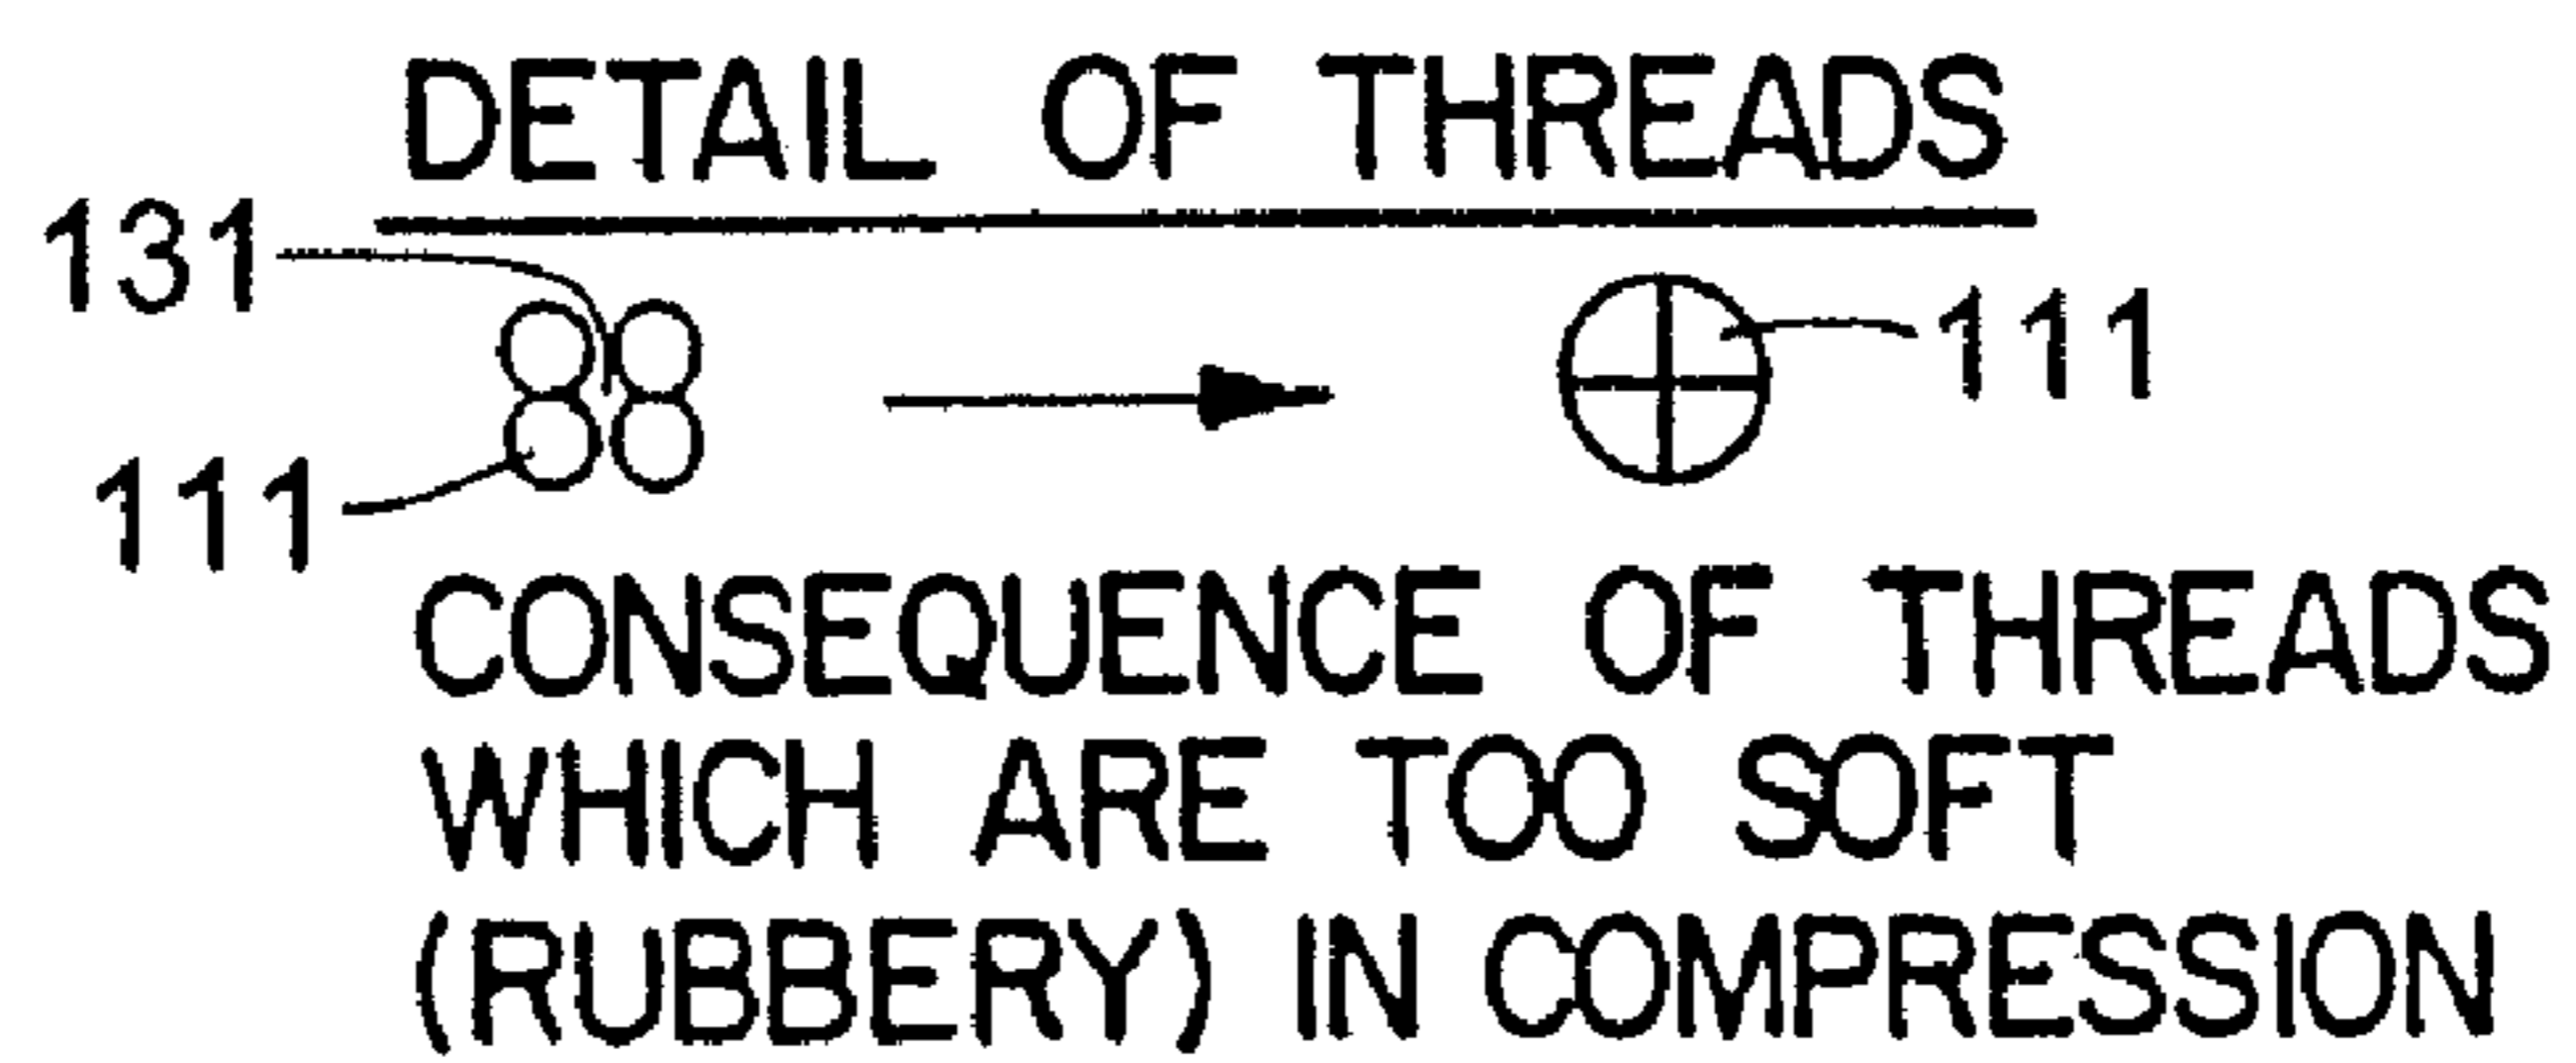 DETAIL OF THREADS
131
111
111
CONSEQUENCE OF THREADS
WHICH ARE TOO SOFT
(RUBBERY) IN COMPRESSION